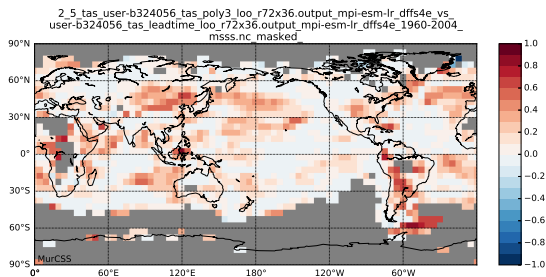 2_5_tas_user-b324056_tas_poly3_loo_r72x36.output_mpi-esm-lr_dffs4e_vs_
user-b324056_tas_leadtime_loo_r72x36.output_mpi-esm-lr_dffs4e_1960-2004_
msss.nc_masked_
90°N
60°N
30°N
0°
30°S
60°S
90°S
MurCSS
0° 60°E 120°E 180° 120°W 60°W
1.0
0.8
0.6
0.4
0.2
0.0
−0.2
−0.4
−0.6
−0.8
−1.0